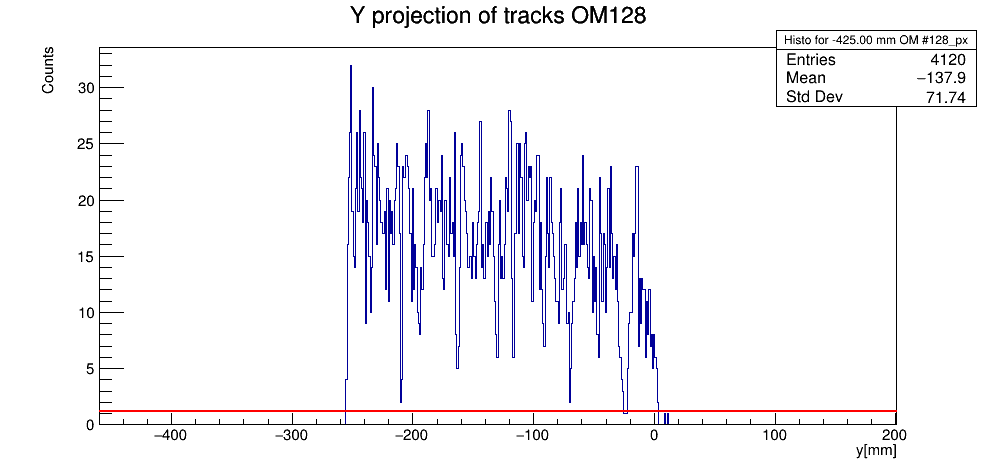 Y projection of tracks OM128
Histo for -425.00 mm OM #128_px
Entries 4120
Mean −137.9
Std Dev 71.74
Counts
30
25
20
15
10
5
0
−400 −300 −200 −100 0 100 200
y[mm]